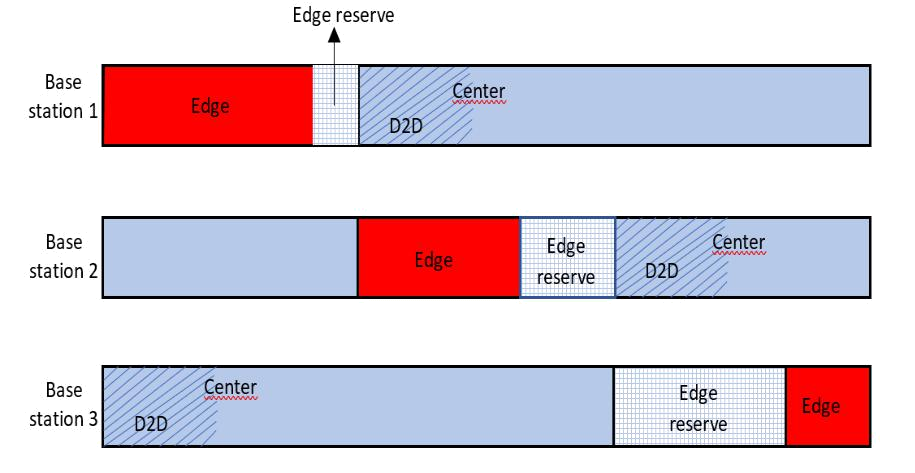 Edge reserve
Base
station 1
Edge
Center
D2D
Base
station 2
Edge
Edge
reserve
Center
D2D
Base
station 3
Center
D2D
Edge
reserve
Edge